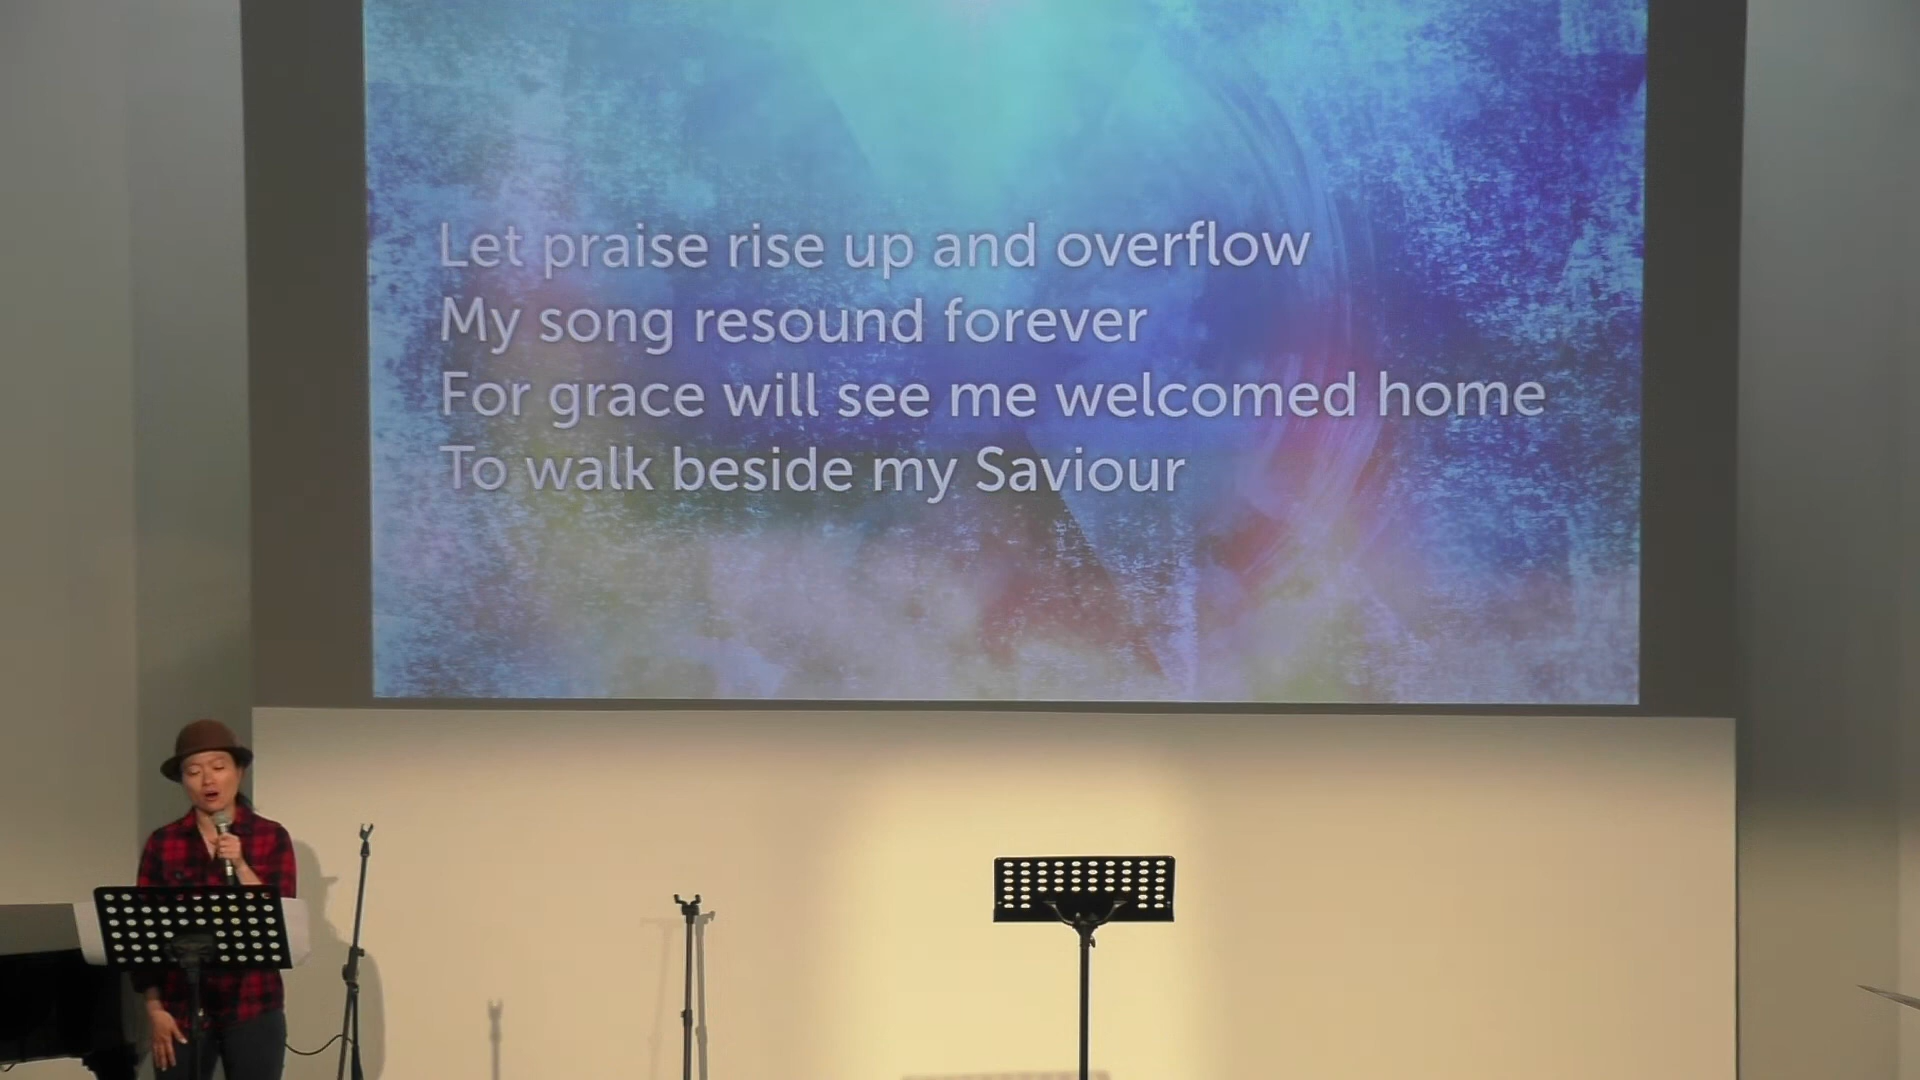 Let praise rise up and overflow
My song resound forever
For grace will see me welcomed home
To walk beside my Saviour